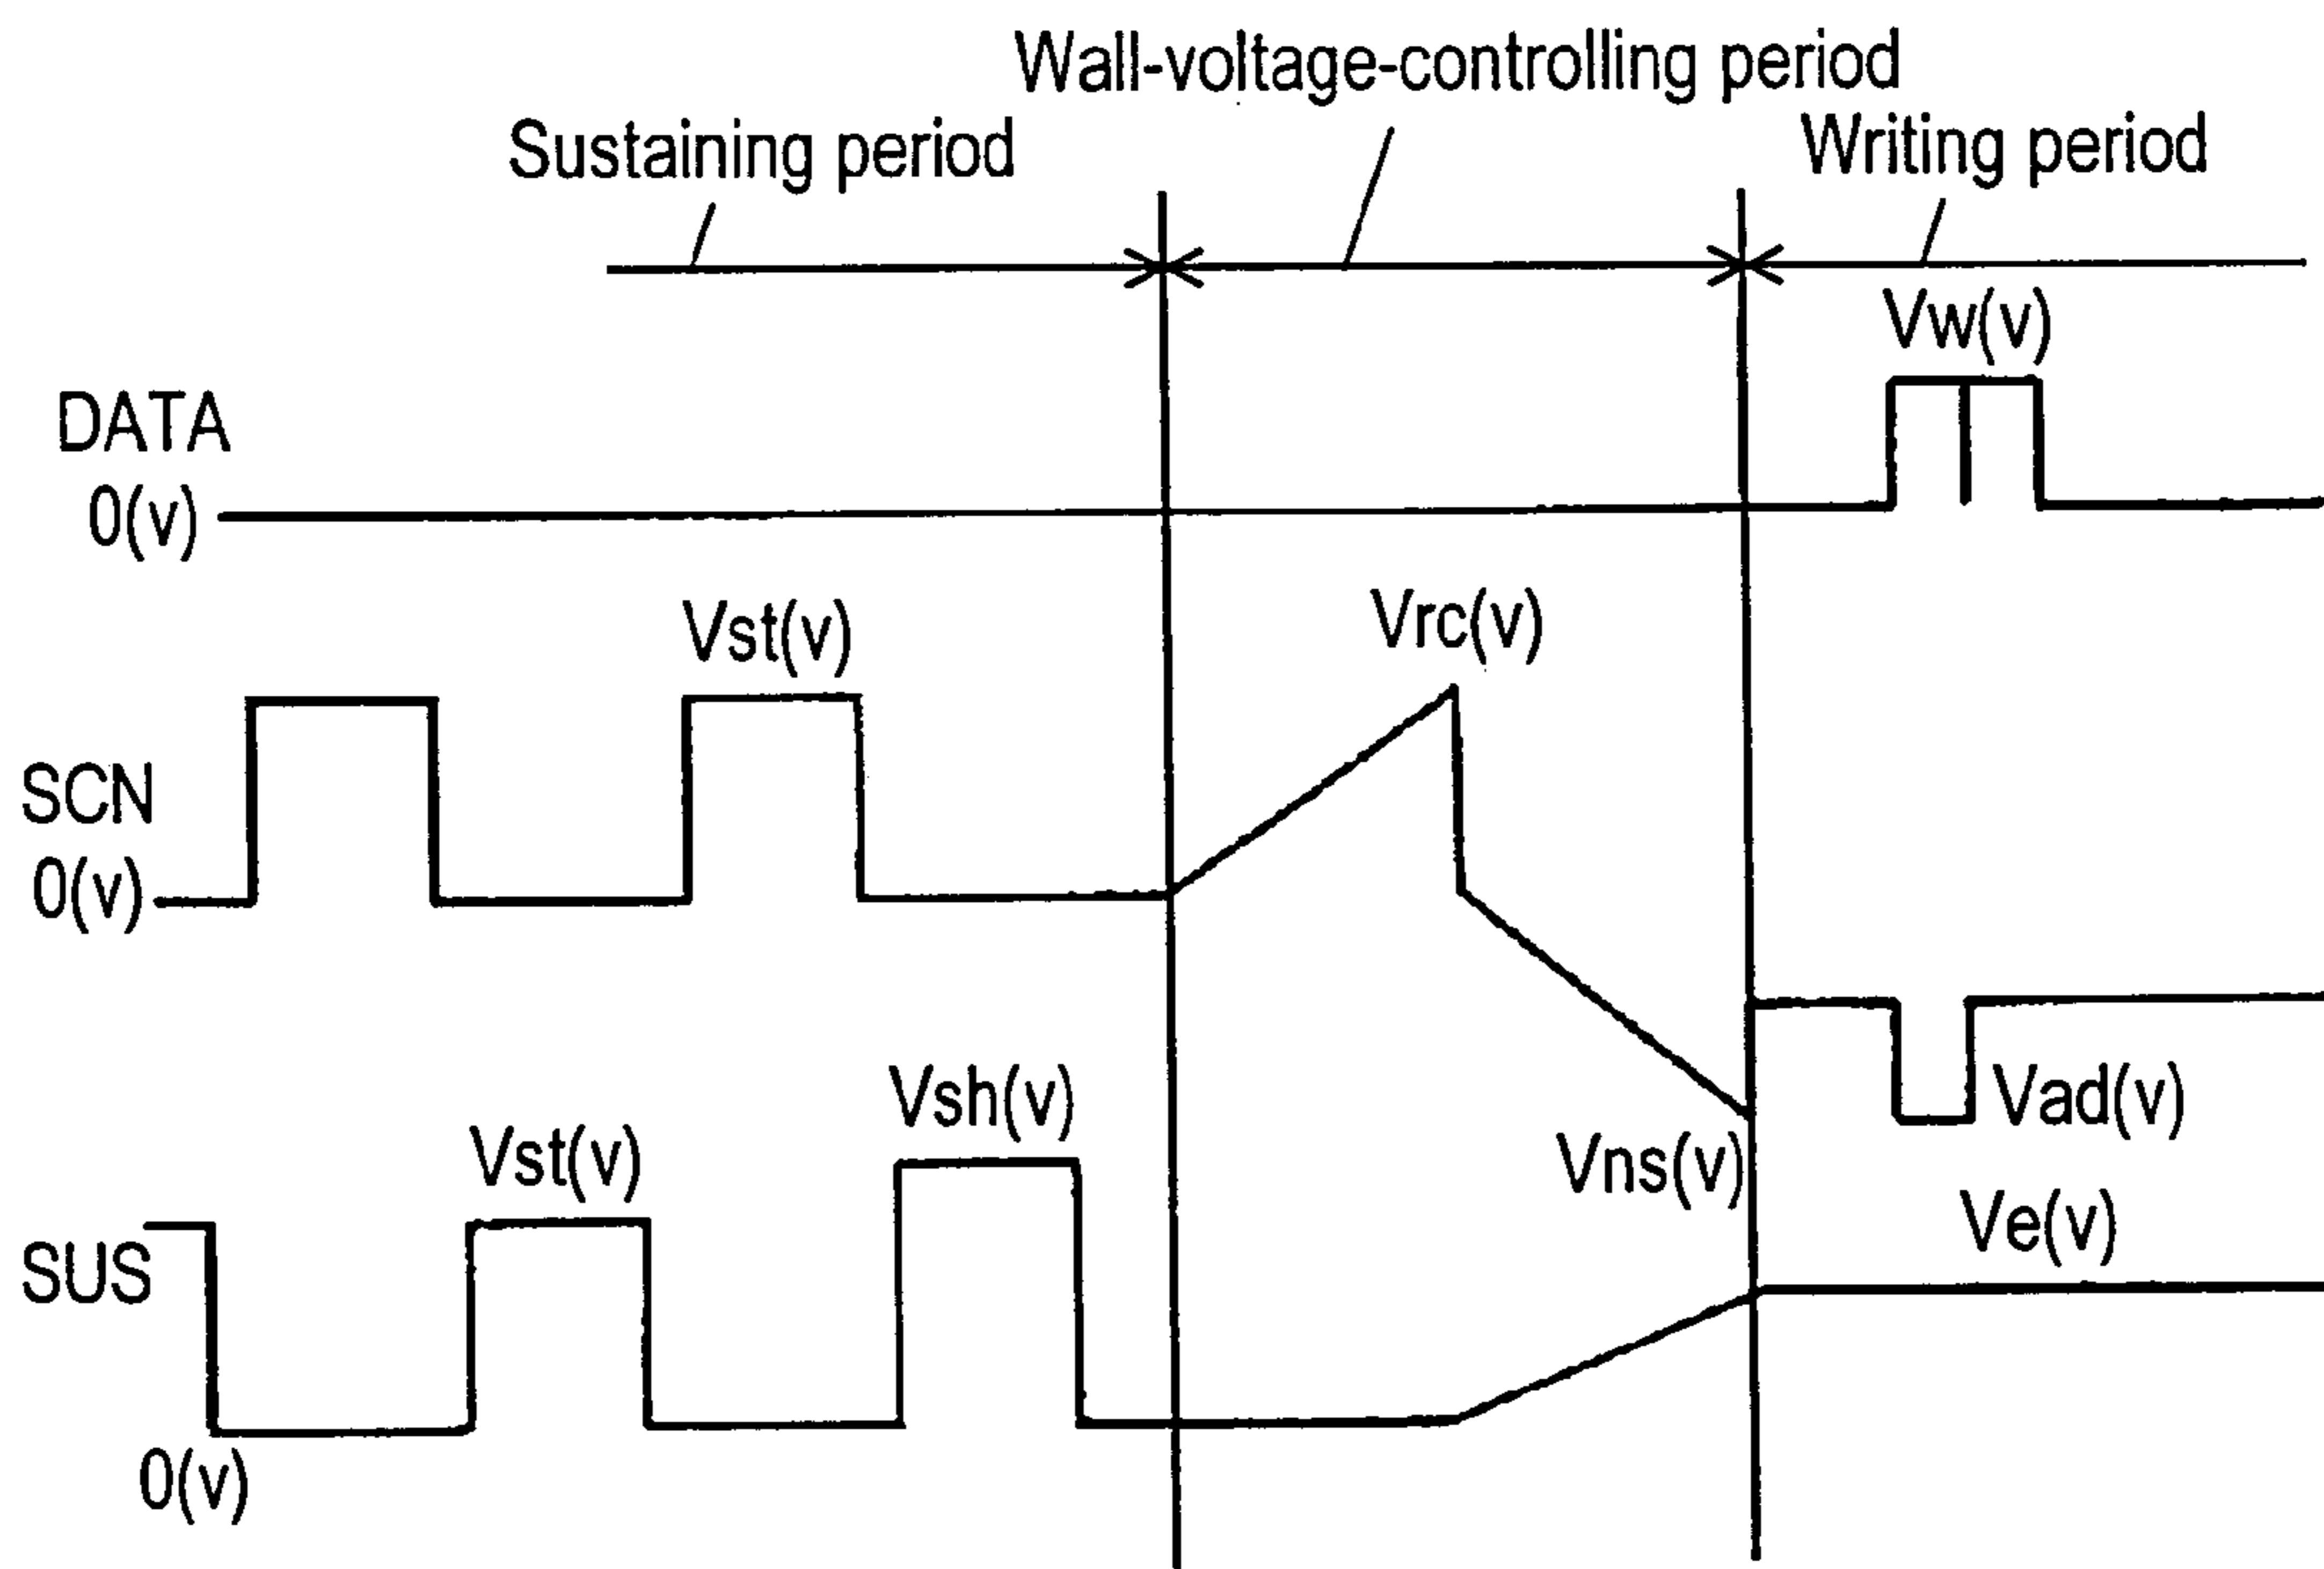 Wall-voltage-controlling period
Sustaining period
Writing period
Vw(v)
DATA
0(v)
Vst(v)
Vrc(v)
SCN
0(v)
Vsh(v)
Vad(v)
Vst(v)
Vns(v)
Ve(v)
SUS
0(v)